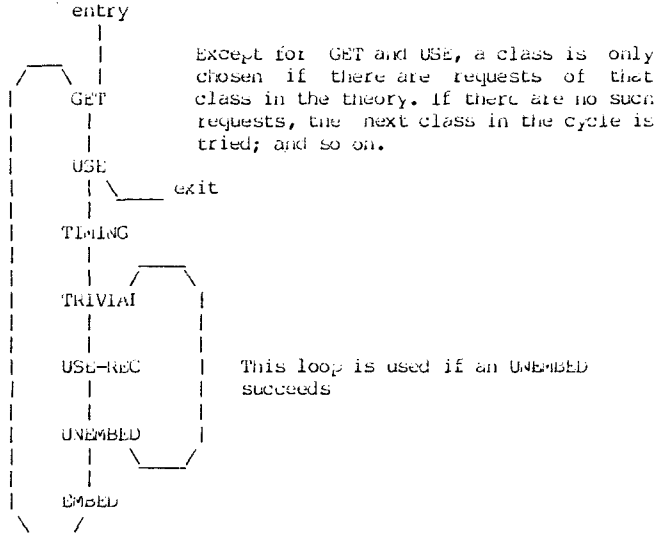 entry
Except for GET and USE, a class is only
chosen if there are requests of that
class in the theory. If there are no such
requests, the next class in the cycle is
tried; and so on.
GET
USE
exit
TIMING
TRIVIAL
USE-REC
This loop is used if an UNEMBED
succeeds
UNEMBED
EMBED